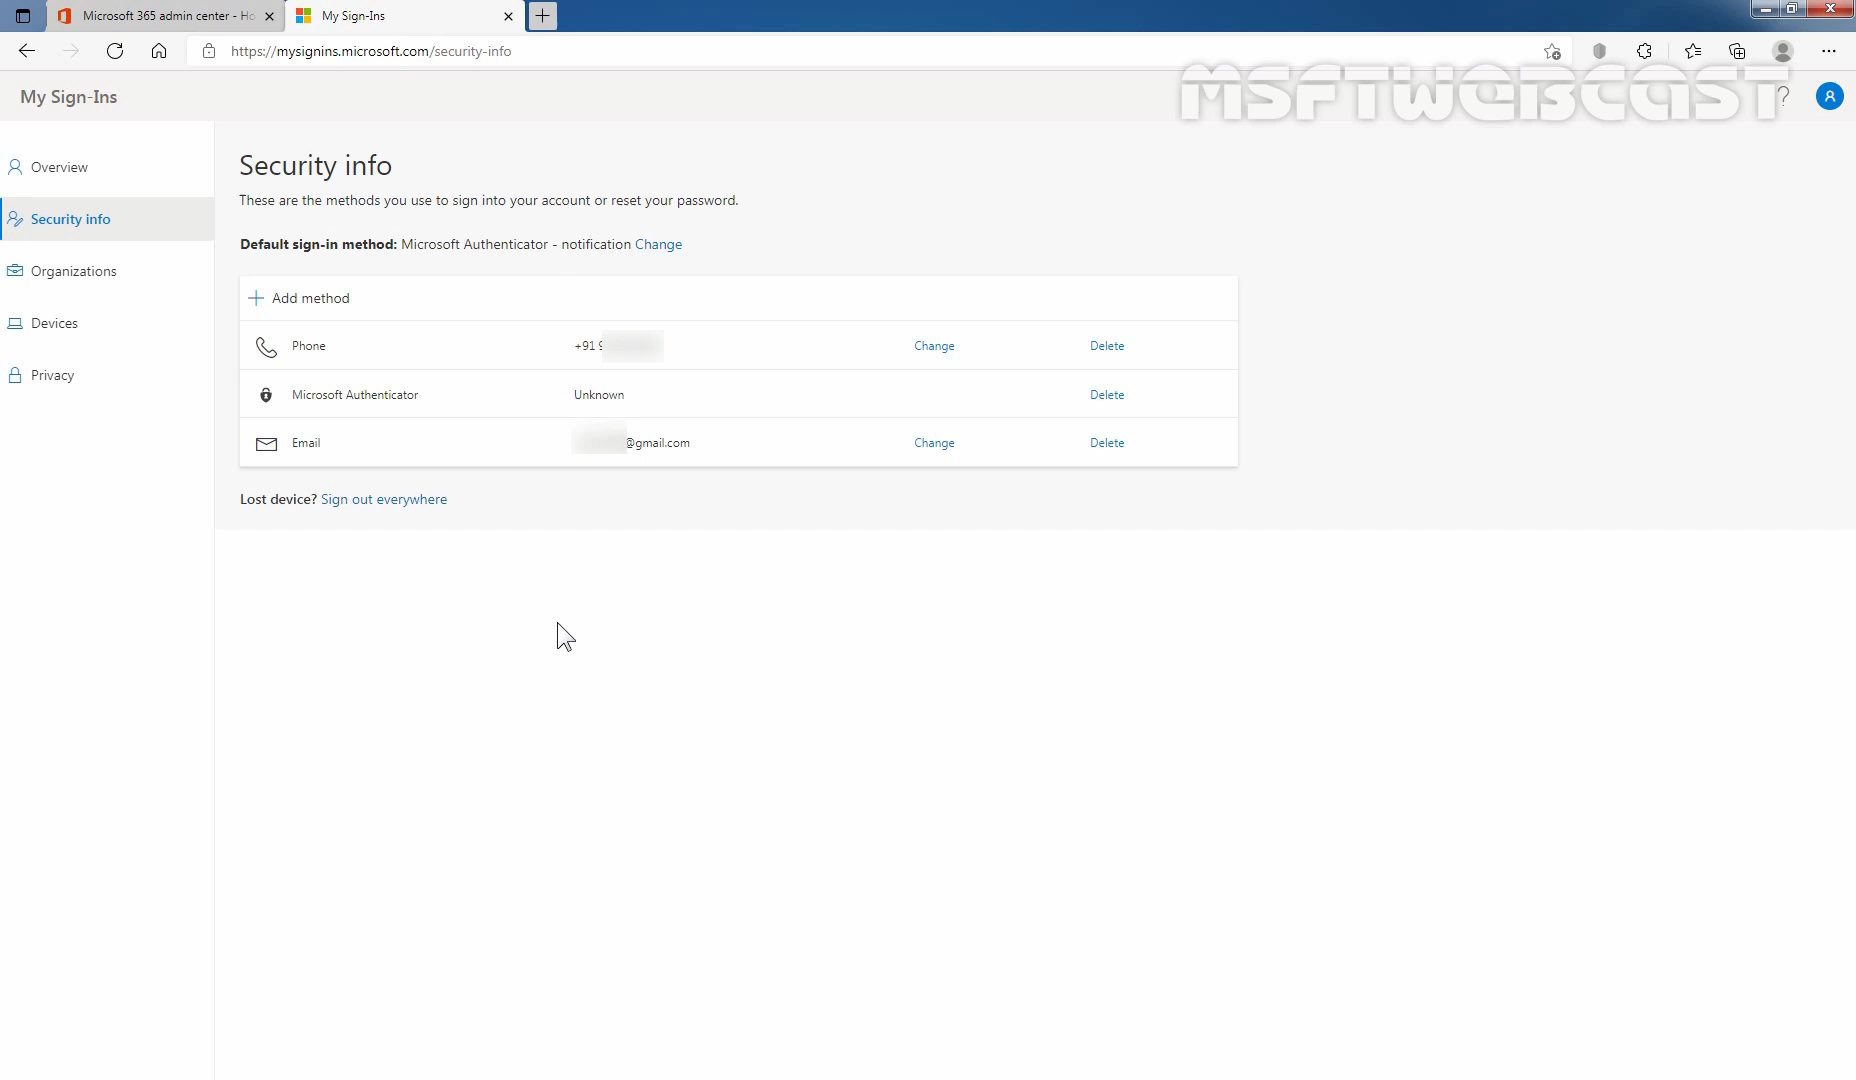 Microsoft 365 admin center - Ho
My Sign-Ins
https://mysignins.microsoft.com/security-info
MSFTWEBCAST
My Sign-Ins
?
Overview
Security info
Organizations
Devices
Privacy
Security info
These are the methods you use to sign into your account or reset your password.
Default sign-in method: Microsoft Authenticator - notification Change
+ Add method
Phone +91 9 Change Delete
Microsoft Authenticator Unknown Delete
Email @gmail.com Change Delete
Lost device? Sign out everywhere